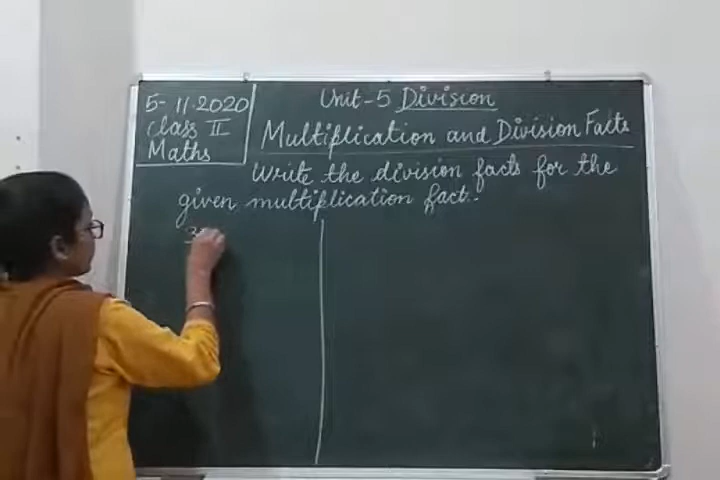 5-11.2020
Class II
Maths
Unit-5 Division
Multiplication and Division Facts
Write the division facts for the
given multiplication fact.
3